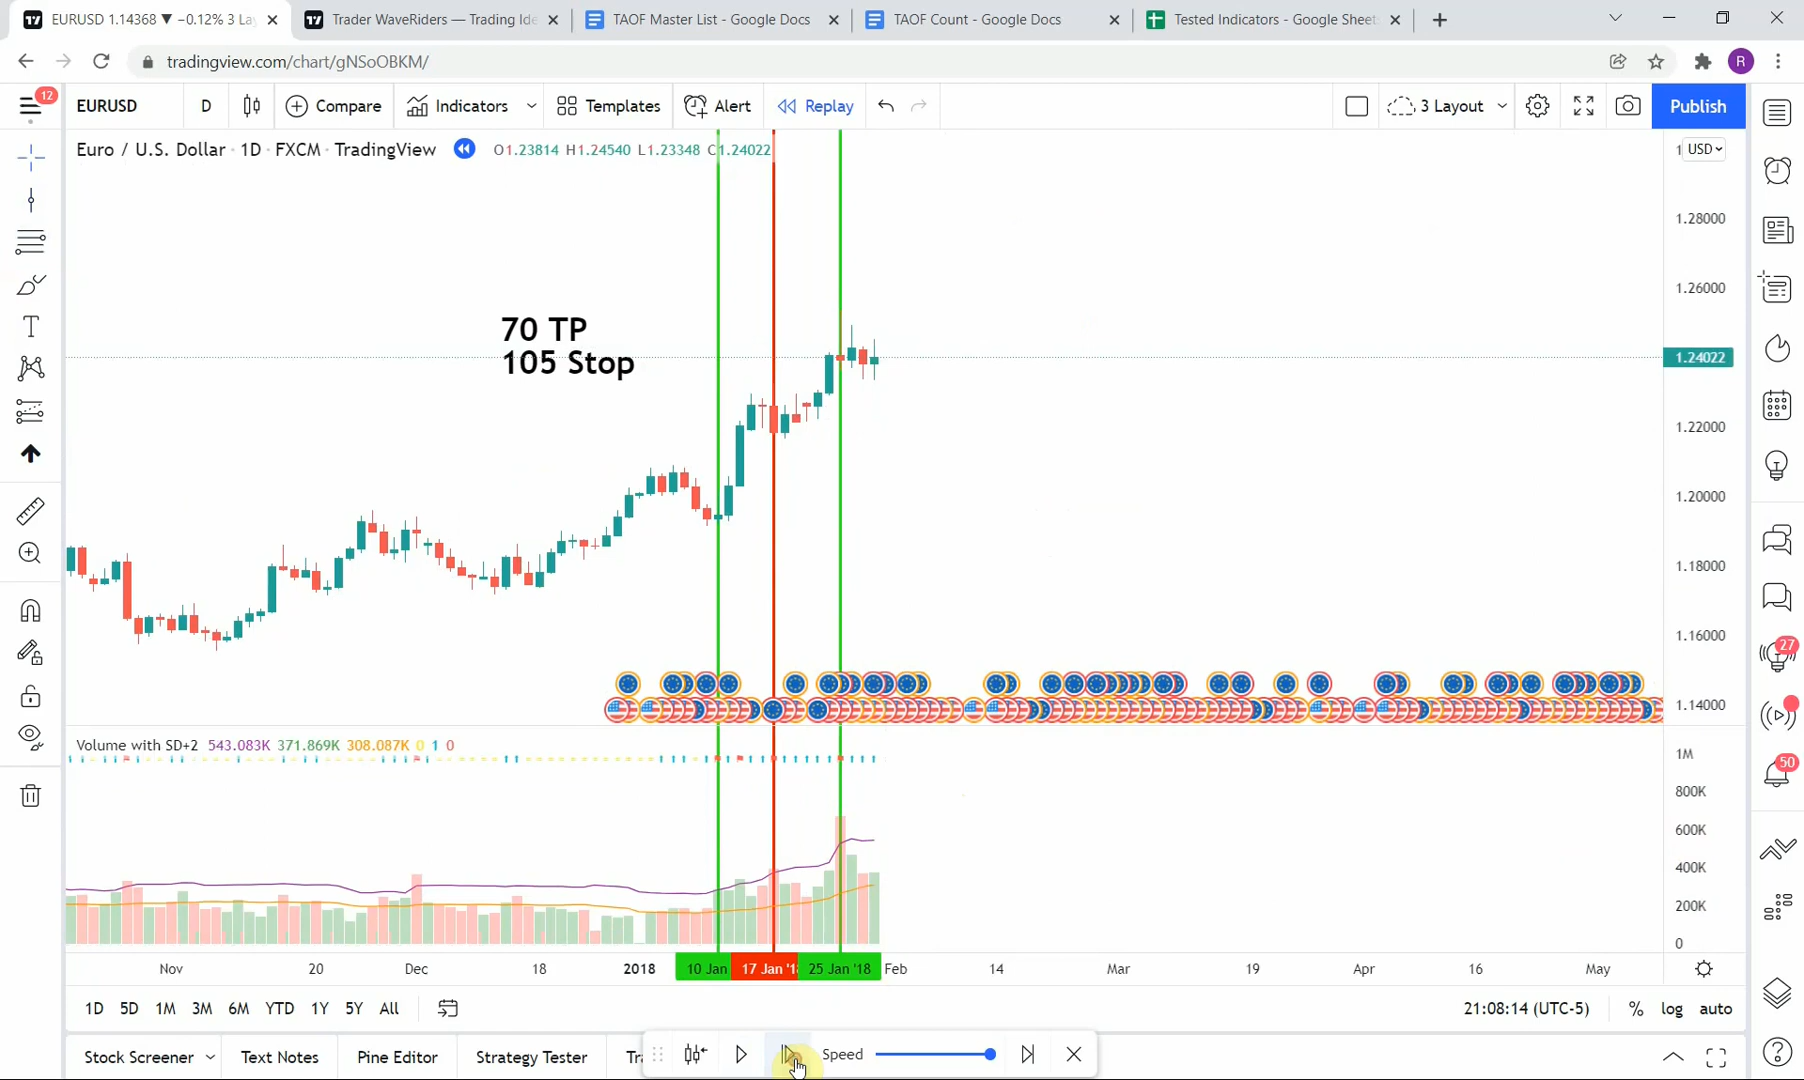 EURUSD 1.14368 ▼ −0.12% 3 La
Trader WaveRiders — Trading Ide
TAOF Master List - Google Docs
TAOF Count - Google Docs
Tested Indicators - Google Sheet
tradingview.com/chart/gNSoOBKM/
R
12
EURUSD
D
Compare
Indicators
Templates
Alert
Replay
3 Layout
Publish
Euro / U.S. Dollar · 1D · FXCM · TradingView
O1.23814 H1.24540 L1.23348 C1.24022
USD
1.28000
1.26000
70 TP
105 Stop
1.24022
1.22000
1.20000
1.18000
1.16000
1.14000
27
50
Volume with SD+2 543.083K 371.869K 308.087K 0 1 0
1M
800K
600K
400K
200K
0
Nov 20 Dec 18 2018 10 Jan 17 Jan '18 25 Jan '18 Feb 14 Mar 19 Apr 16 May
1D 5D 1M 3M 6M YTD 1Y 5Y All
21:08:14 (UTC-5) % log auto
Stock Screener
Text Notes
Pine Editor
Strategy Tester
Speed